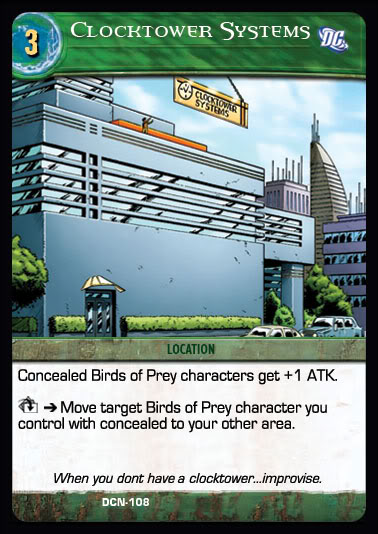 3
Clocktower Systems
DC
CLOCKTOWER
SYSTEMS
LOCATION
Concealed Birds of Prey characters get +1 ATK.
➔ Move target Birds of Prey character you
control with concealed to your other area.
When you dont have a clocktower...improvise.
DCN-108